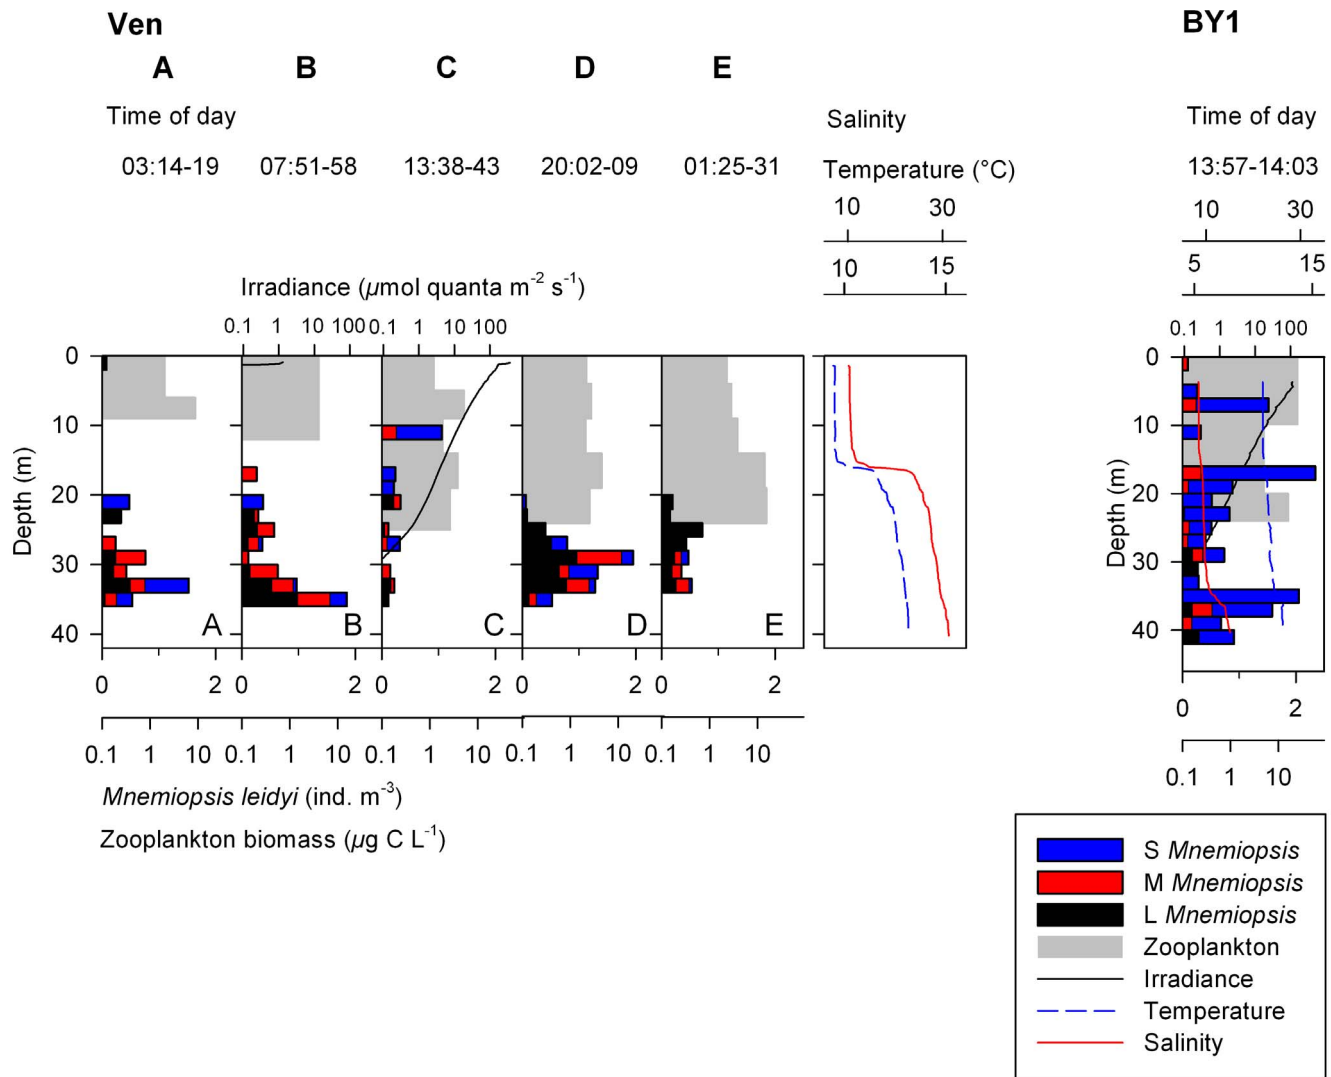 Ven BY1
A B C D E
Time of day Salinity Time of day
03:14-19 07:51-58 13:38-43 20:02-09 01:25-31 Temperature (°C) 13:57-14:03
10 30 10 30
10 15 5 15
Irradiance (µmol quanta m-2 s-1)
0.1 1 10 100 0.1 1 10 100 0.1 1 10 100
0 0
10 10
20 20
30 30
40 40
Depth (m) Depth (m)
A B C D E
0 2 0 2 0 2 0 2 0 2 0 2
0.1 1 10 0.1 1 10 0.1 1 10 0.1 1 10 0.1 1 10 0.1 1 10
Mnemiopsis leidyi (ind. m-3)
Zooplankton biomass (µg C L-1)
S Mnemiopsis
M Mnemiopsis
L Mnemiopsis
Zooplankton
Irradiance
Temperature
Salinity